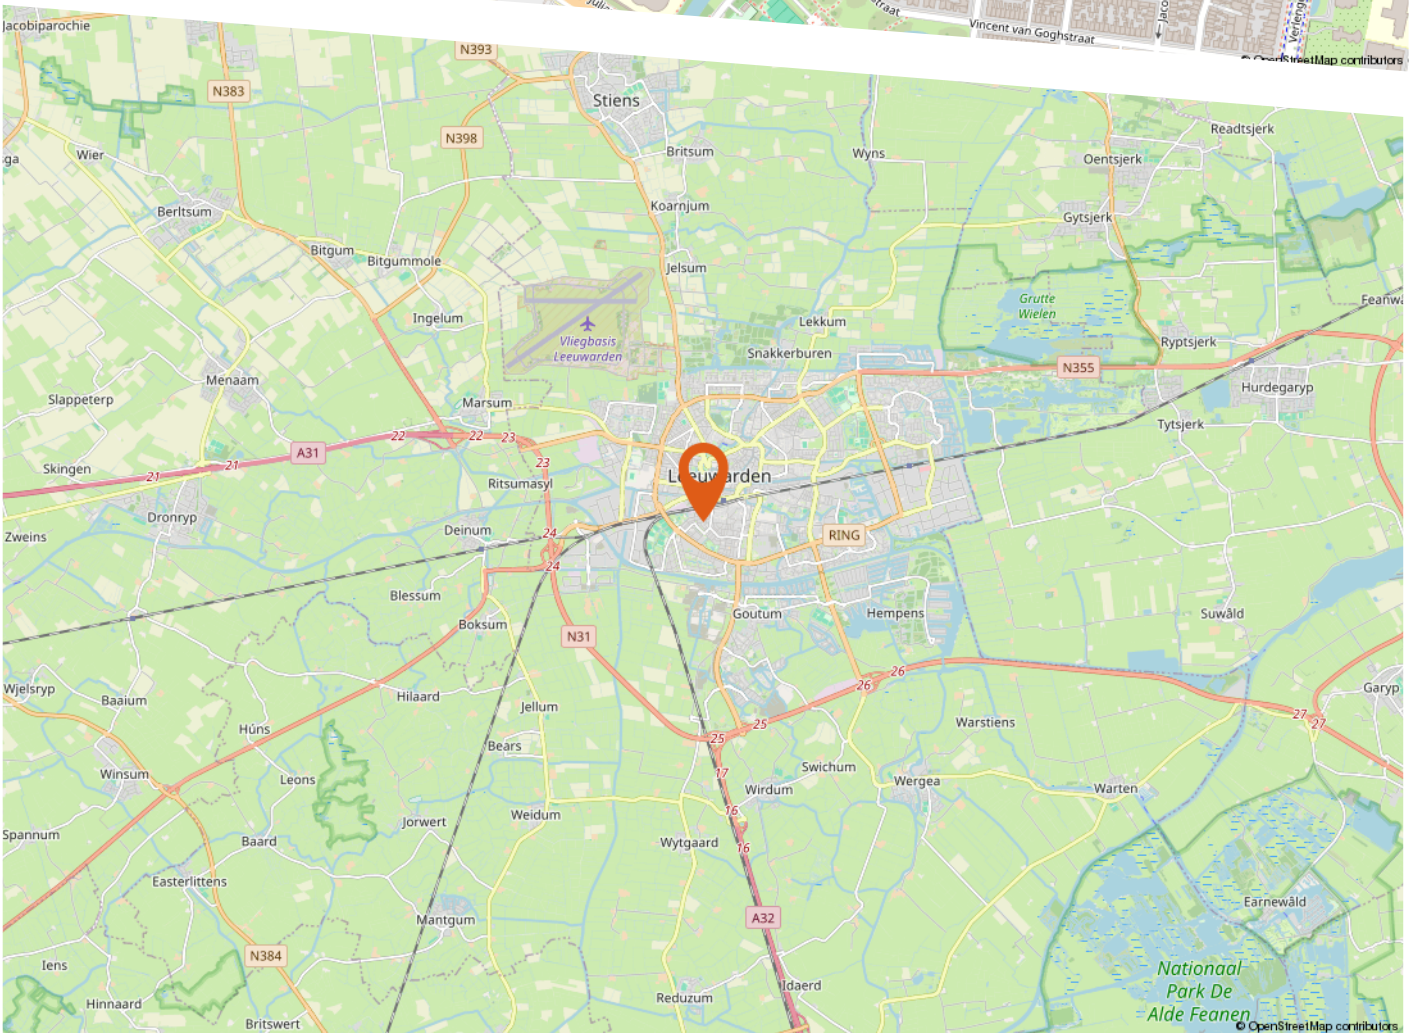 Vincent van Goghstraat
© OpenStreetMap contributors
Jacobiparochie
N393
N383
Stiens
N398
Readtsjerk
Wier
Britsum
Wyns
Oentsjerk
Berltsum
Koarnjum
Gytsjerk
Bitgum
Bitgummole
Jelsum
Grutte
Wielen
Ingelum
Lekkum
Vliegbasis
Leeuwarden
Snakkerburen
Ryptsjerk
N355
Menaam
Hurdegaryp
Slappeterp
Marsum
Tytsjerk
22
22
23
A31
23
Skingen
21
21
Leeuwarden
Ritsumasyl
Dronryp
Zweins
Deinum
24
RING
24
Blessum
Goutum
Hempens
Suwâld
Boksum
N31
26
26
Wjelsryp
Baaium
Hilaard
Garyp
Jellum
27
27
Húns
25
Warstiens
25
Bears
Winsum
Leons
17
Swichum
Wirdum
Wergea
Warten
16
Weidum
Jorwert
Spannum
Baard
Wytgaard
16
Easterlittens
Earnewâld
Mantgum
A32
N384
Iens
Nationaal
Park De
Alde Feanen
Idaerd
Reduzum
Hinnaard
Britswert
© OpenStreetMap contributors